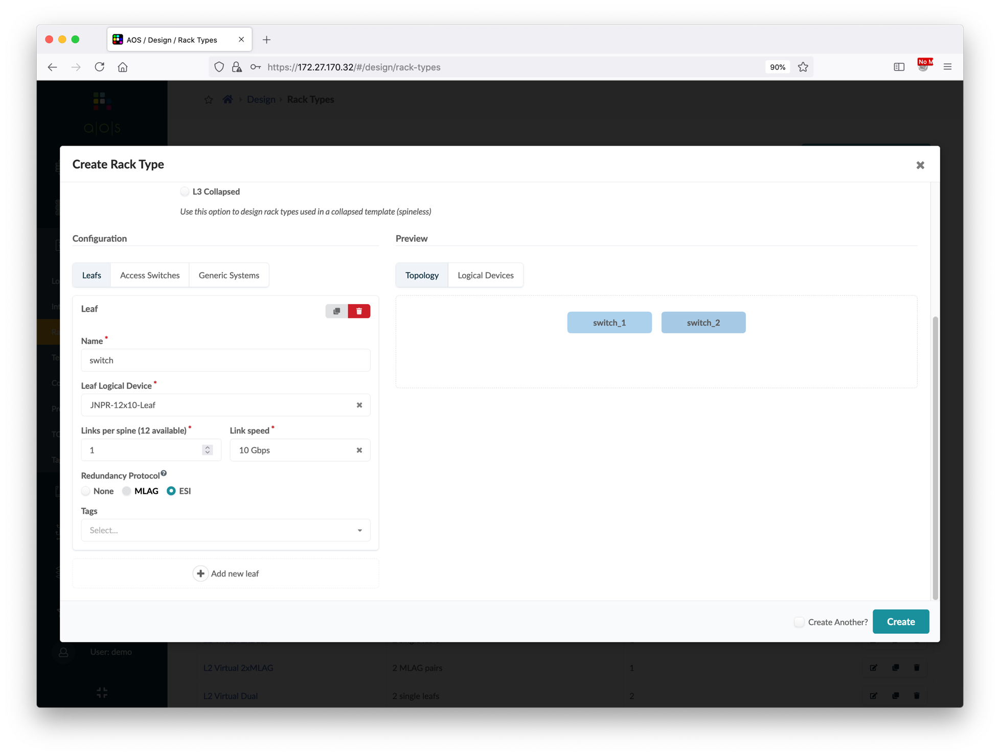 AOS / Design / Rack Types
https://172.27.170.32/#/design/rack-types
90%
No M
a|o|s
Design
Rack Types
Create Rack Type
L3 Collapsed
Use this option to design rack types used in a collapsed template (spineless)
Configuration
Preview
Leafs
Access Switches
Generic Systems
Topology
Logical Devices
Leaf
switch_1
switch_2
Name *
switch
Leaf Logical Device *
JNPR-12x10-Leaf
Links per spine (12 available) *
Link speed *
1
10 Gbps
Redundancy Protocol
None
MLAG
ESI
Tags
Select...
Add new leaf
Create Another?
Create
User: demo
L2 Virtual 2xMLAG
2 MLAG pairs
1
L2 Virtual Dual
2 single leafs
2